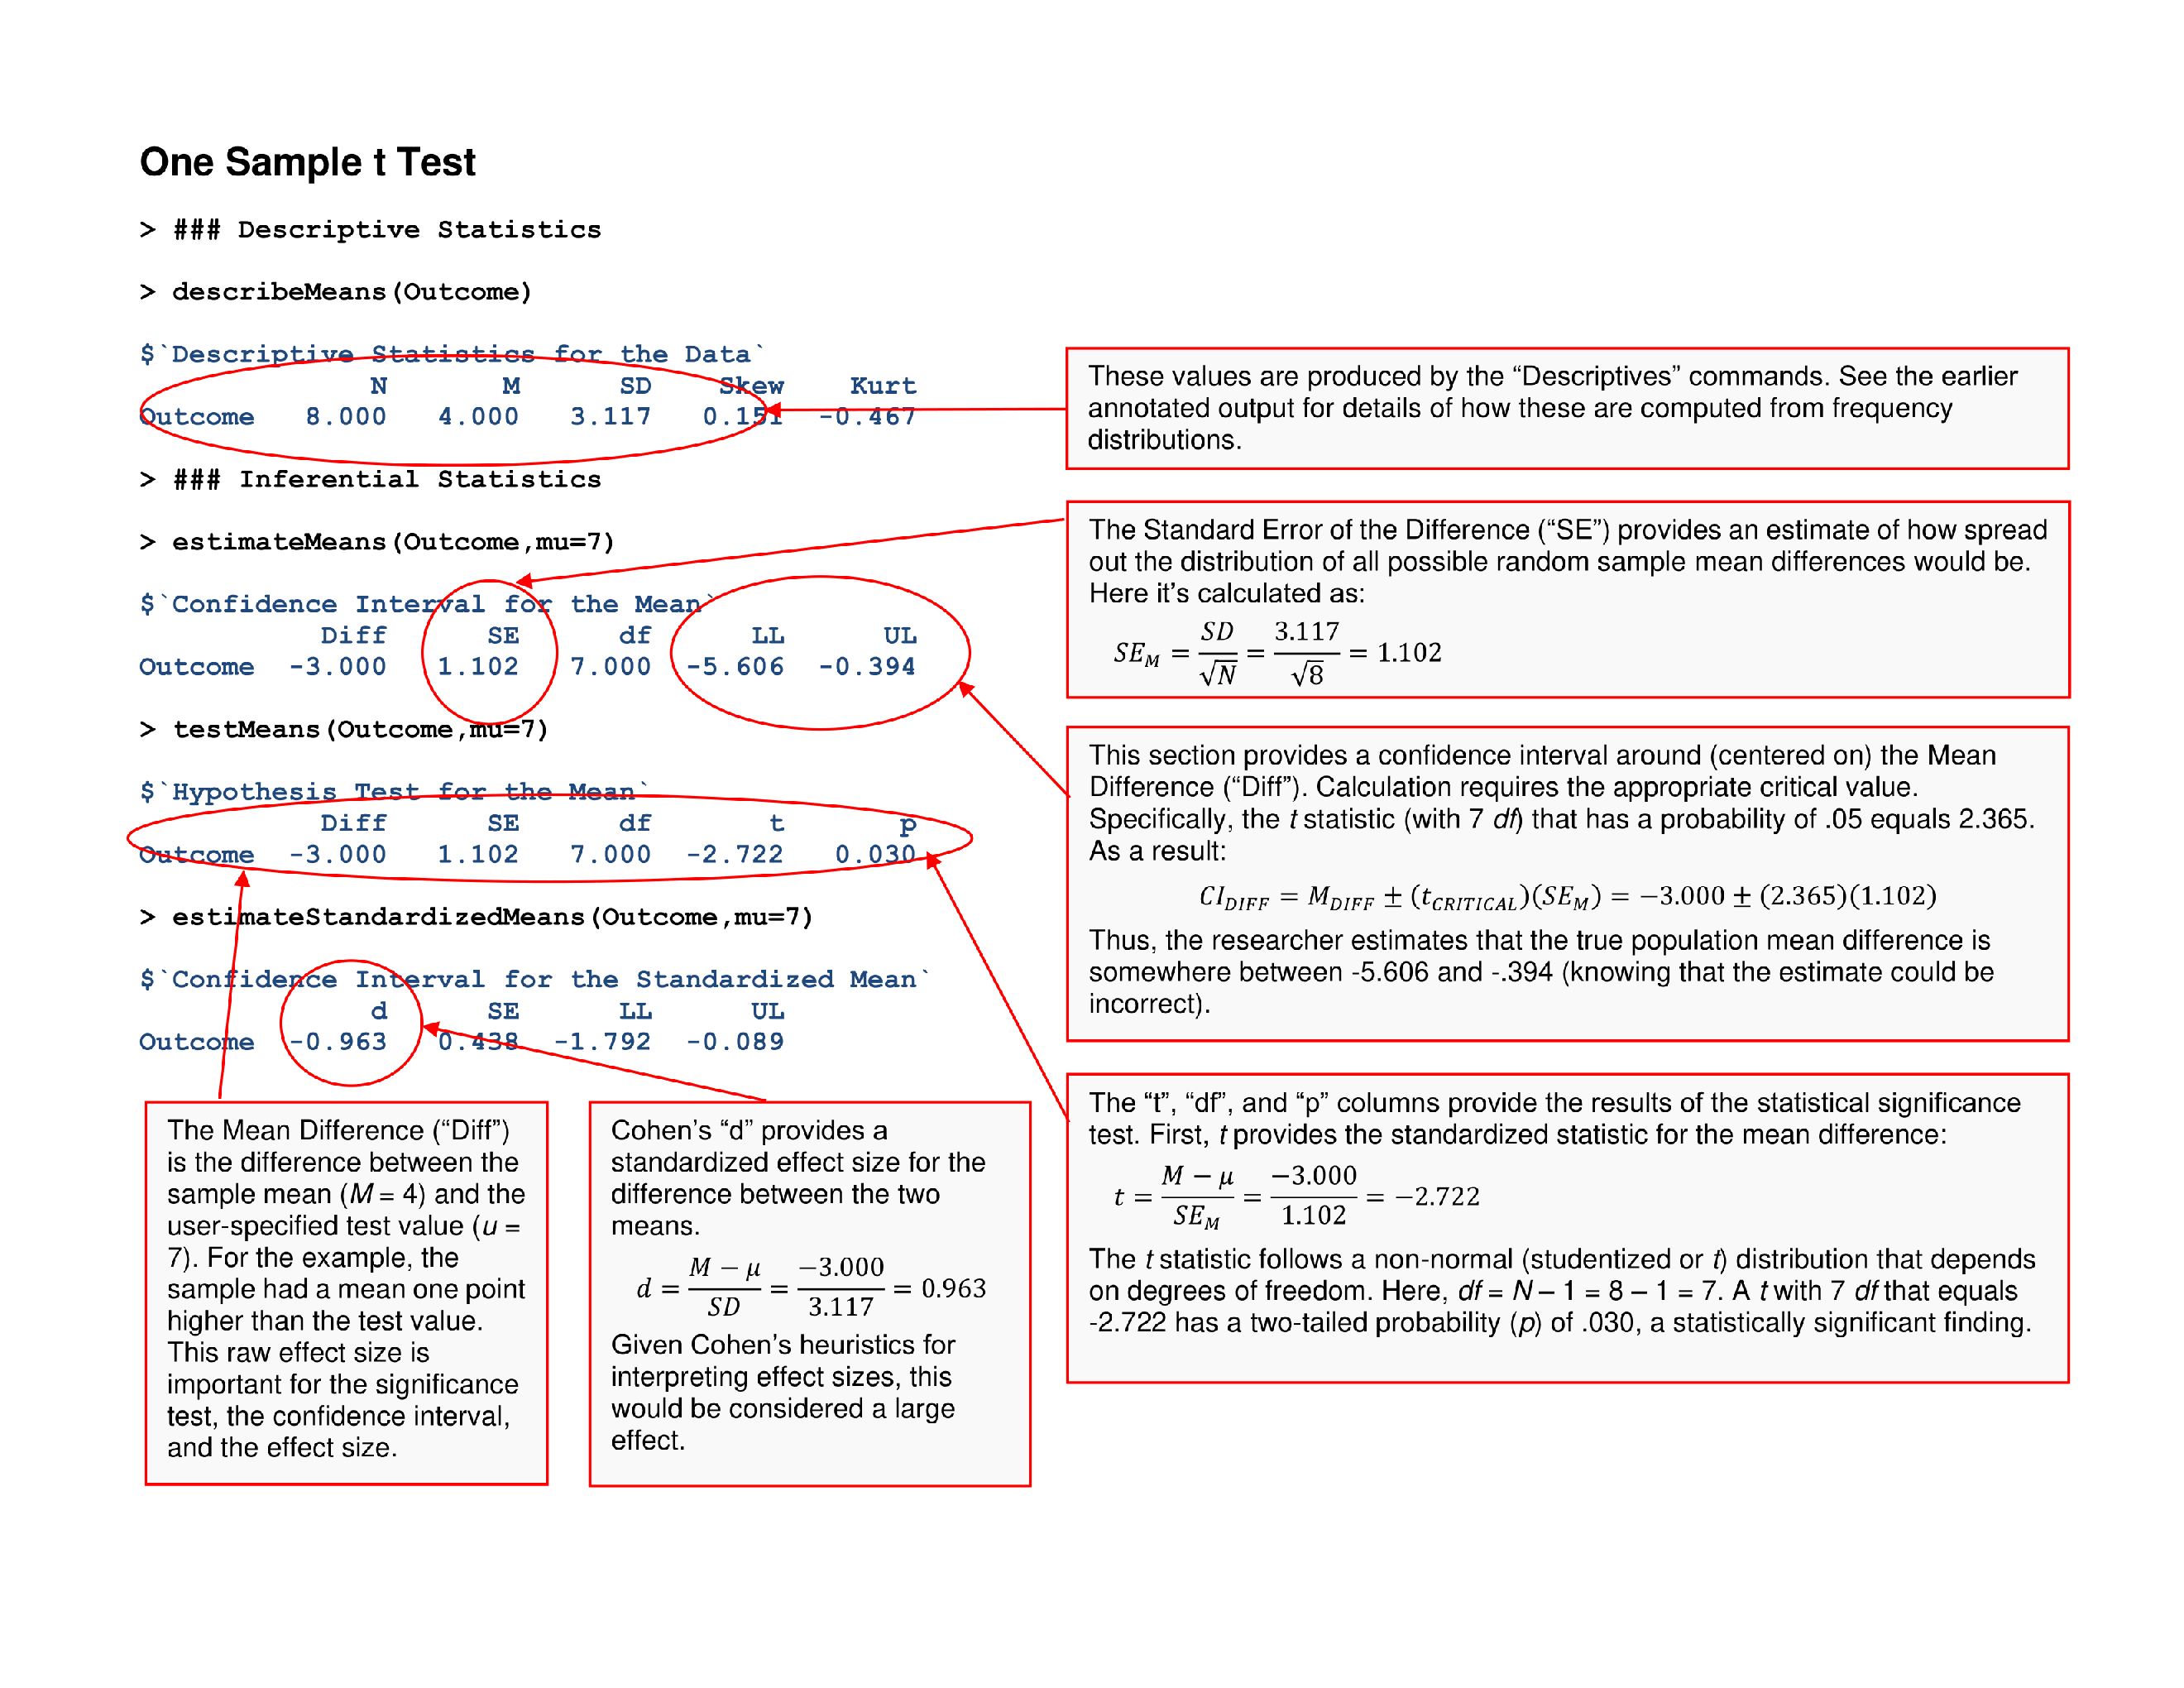 One Sample t Test
> ### Descriptive Statistics
> describeMeans(Outcome)
$`Descriptive Statistics for the Data`
N M SD Skew Kurt
Outcome 8.000 4.000 3.117 0.151 -0.467
> ### Inferential Statistics
> estimateMeans(Outcome,mu=7)
$`Confidence Interval for the Mean`
Diff SE df LL UL
Outcome -3.000 1.102 7.000 -5.606 -0.394
> testMeans(Outcome,mu=7)
$`Hypothesis Test for the Mean`
Diff SE df t p
Outcome -3.000 1.102 7.000 -2.722 0.030
> estimateStandardizedMeans(Outcome,mu=7)
$`Confidence Interval for the Standardized Mean`
d SE LL UL
Outcome -0.963 0.438 -1.792 -0.089
The Mean Difference (“Diff”)
is the difference between the
sample mean (M = 4) and the
user-specified test value (u =
7). For the example, the
sample had a mean one point
higher than the test value.
This raw effect size is
important for the significance
test, the confidence interval,
and the effect size.
Cohen’s “d” provides a
standardized effect size for the
difference between the two
means.
d = (M − μ)/SD = −3.000/3.117 = 0.963
Given Cohen’s heuristics for
interpreting effect sizes, this
would be considered a large
effect.
These values are produced by the “Descriptives” commands. See the earlier
annotated output for details of how these are computed from frequency
distributions.
The Standard Error of the Difference (“SE”) provides an estimate of how spread
out the distribution of all possible random sample mean differences would be.
Here it’s calculated as:
SE_M = SD/√N = 3.117/√8 = 1.102
This section provides a confidence interval around (centered on) the Mean
Difference (“Diff”). Calculation requires the appropriate critical value.
Specifically, the t statistic (with 7 df) that has a probability of .05 equals 2.365.
As a result:
CI_DIFF = M_DIFF ± (t_CRITICAL)(SE_M) = −3.000 ± (2.365)(1.102)
Thus, the researcher estimates that the true population mean difference is
somewhere between -5.606 and -.394 (knowing that the estimate could be
incorrect).
The “t”, “df”, and “p” columns provide the results of the statistical significance
test. First, t provides the standardized statistic for the mean difference:
t = (M − μ)/SE_M = −3.000/1.102 = −2.722
The t statistic follows a non-normal (studentized or t) distribution that depends
on degrees of freedom. Here, df = N – 1 = 8 – 1 = 7. A t with 7 df that equals
-2.722 has a two-tailed probability (p) of .030, a statistically significant finding.